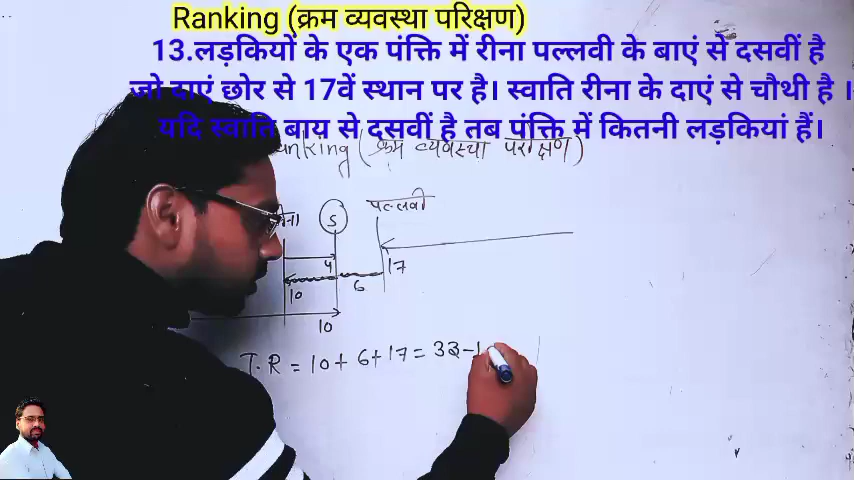 Ranking (क्रम व्यवस्था परिक्षण)
13.लड़कियों के एक पंक्ति में रीना पल्लवी के बाएं से दसवीं है
जो दाएं छोर से 17वें स्थान पर है। स्वाति रीना के दाएं से चौथी है ।
यदि स्वाति बाय से दसवीं है तब पंक्ति में कितनी लड़कियां हैं।
(क्रम व्यवस्था परीक्षण)
S पल्लवी
4 17
10 6
10
T.R = 10 + 6 + 17 = 33 - 1